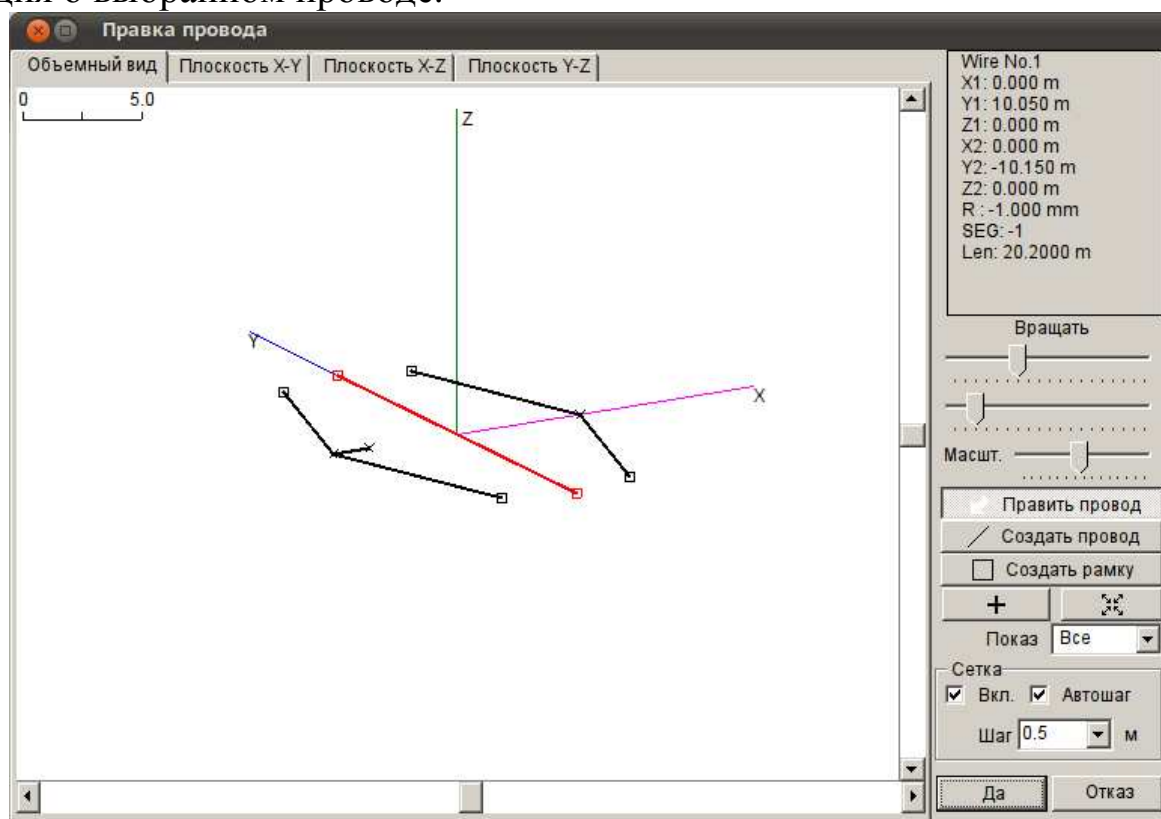 о выбранном проводе.
Правка провода
Объемный вид Плоскость X-Y Плоскость X-Z Плоскость Y-Z
0 5.0
Z
Y
X
Wire No.1
X1: 0.000 m
Y1: 10.050 m
Z1: 0.000 m
X2: 0.000 m
Y2: -10.150 m
Z2: 0.000 m
R : -1.000 mm
SEG: -1
Len: 20.2000 m
Вращать
Масшт.
Править провод
Создать провод
Создать рамку
Показ Все
Сетка
Вкл. Автошаг
Шаг 0.5 м
Да Отказ